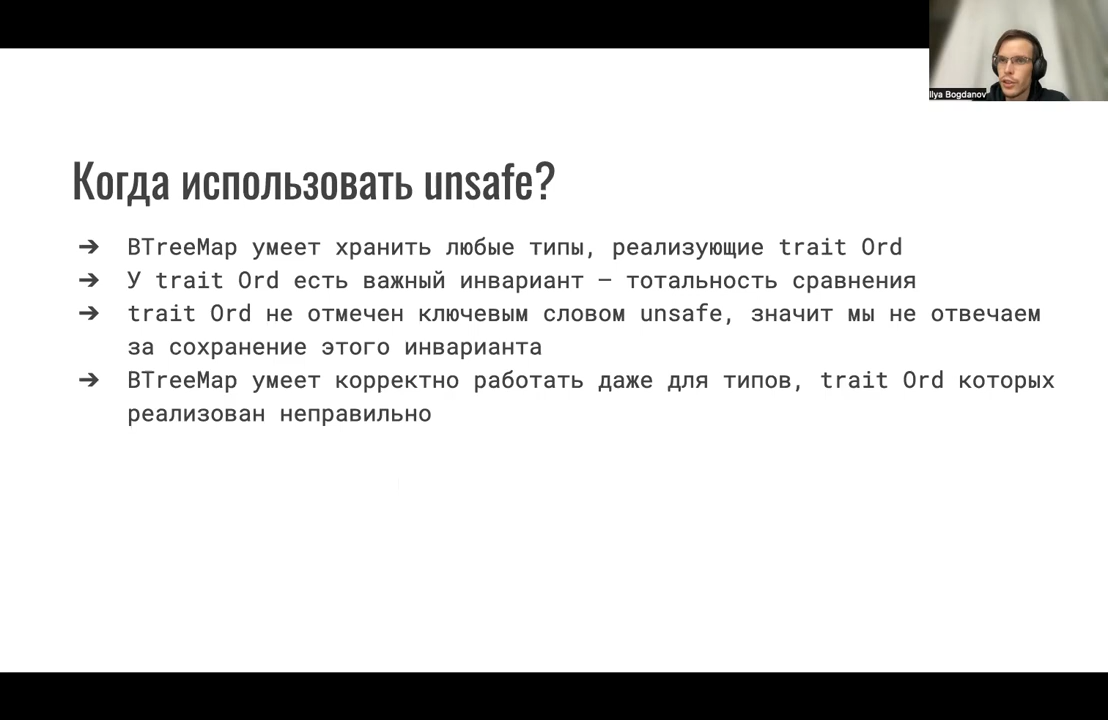 Ilya Bogdanov
Когда использовать unsafe?
➔ BTreeMap умеет хранить любые типы, реализующие trait Ord
➔ У trait Ord есть важный инвариант – тотальность сравнения
➔ trait Ord не отмечен ключевым словом unsafe, значит мы не отвечаем
за сохранение этого инварианта
➔ BTreeMap умеет корректно работать даже для типов, trait Ord которых
реализован неправильно